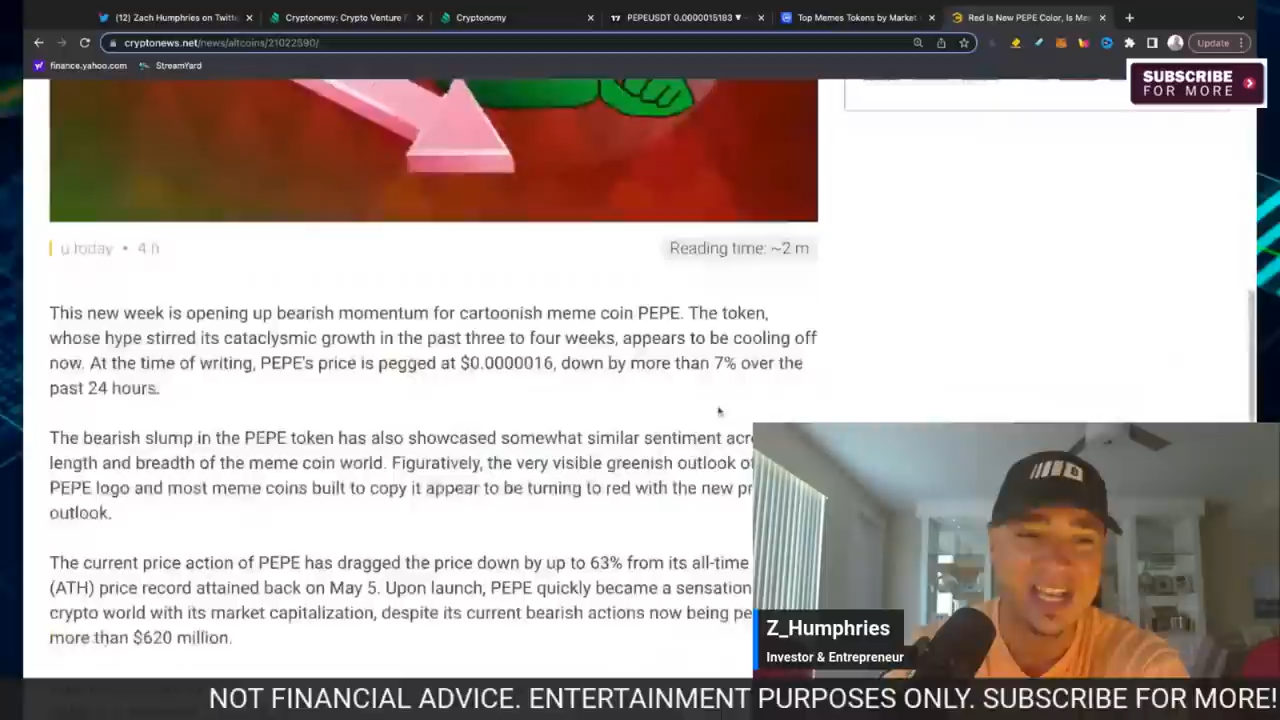 (12) Zach Humphries on Twitt
Cryptonomy: Crypto Venture
Cryptonomy
PEPEUSDT 0.0000015183 ▼
Top Memes Tokens by Market
Red Is New PEPE Color, Is Me
cryptonews.net/news/altcoins/21022590/
Update
finance.yahoo.com
StreamYard
SUBSCRIBE
FOR MORE
u.today • 4 h
Reading time: ~2 m
This new week is opening up bearish momentum for cartoonish meme coin PEPE. The token,
whose hype stirred its cataclysmic growth in the past three to four weeks, appears to be cooling off
now. At the time of writing, PEPE's price is pegged at $0.0000016, down by more than 7% over the
past 24 hours.
The bearish slump in the PEPE token has also showcased somewhat similar sentiment acr
length and breadth of the meme coin world. Figuratively, the very visible greenish outlook o
PEPE logo and most meme coins built to copy it appear to be turning to red with the new pr
outlook.
The current price action of PEPE has dragged the price down by up to 63% from its all-time
(ATH) price record attained back on May 5. Upon launch, PEPE quickly became a sensation
crypto world with its market capitalization, despite its current bearish actions now being pe
more than $620 million.
Z_Humphries
Investor & Entrepreneur
NOT FINANCIAL ADVICE. ENTERTAINMENT PURPOSES ONLY. SUBSCRIBE FOR MORE!